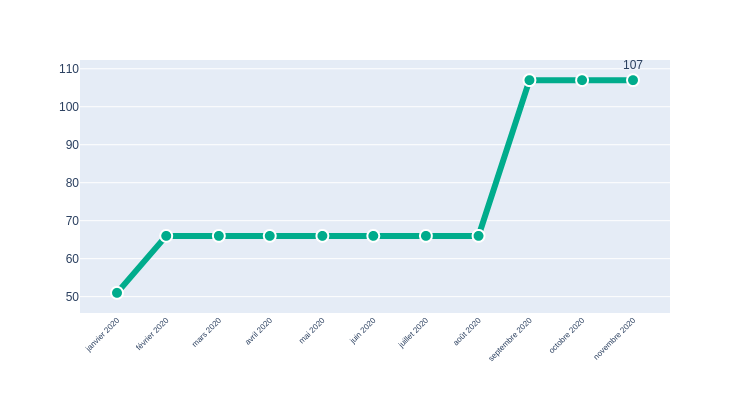 107
110
100
90
80
70
60
50
janvier 2020
février 2020
mars 2020
avril 2020
mai 2020
juin 2020
juillet 2020
août 2020
septembre 2020
octobre 2020
novembre 2020